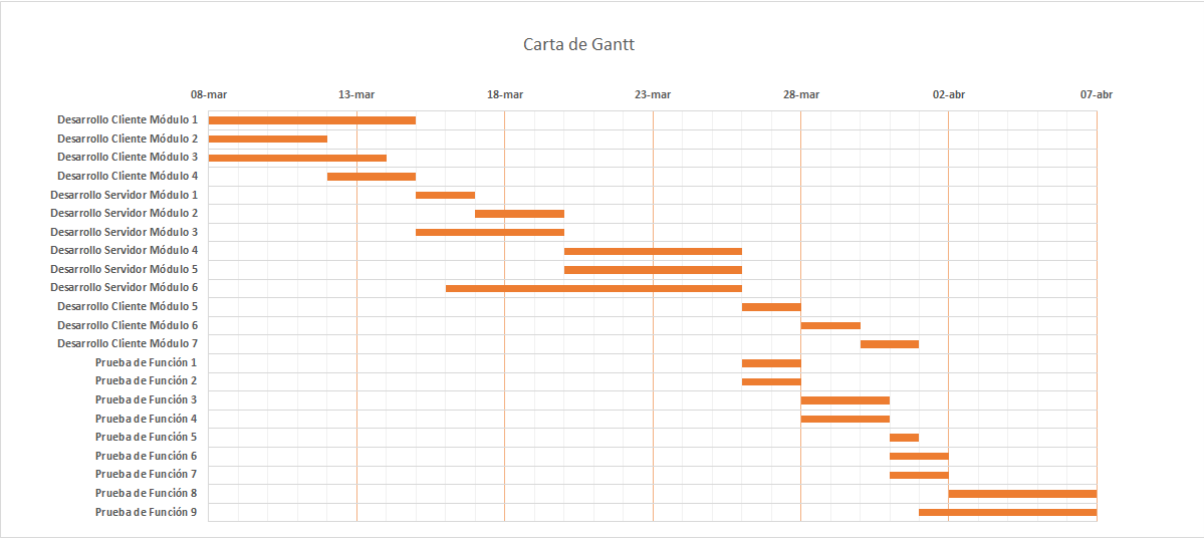 Carta de Gantt
08-mar 13-mar 18-mar 23-mar 28-mar 02-abr 07-abr
Desarrollo Cliente Módulo 1
Desarrollo Cliente Módulo 2
Desarrollo Cliente Módulo 3
Desarrollo Cliente Módulo 4
Desarrollo Servidor Módulo 1
Desarrollo Servidor Módulo 2
Desarrollo Servidor Módulo 3
Desarrollo Servidor Módulo 4
Desarrollo Servidor Módulo 5
Desarrollo Servidor Módulo 6
Desarrollo Cliente Módulo 5
Desarrollo Cliente Módulo 6
Desarrollo Cliente Módulo 7
Prueba de Función 1
Prueba de Función 2
Prueba de Función 3
Prueba de Función 4
Prueba de Función 5
Prueba de Función 6
Prueba de Función 7
Prueba de Función 8
Prueba de Función 9